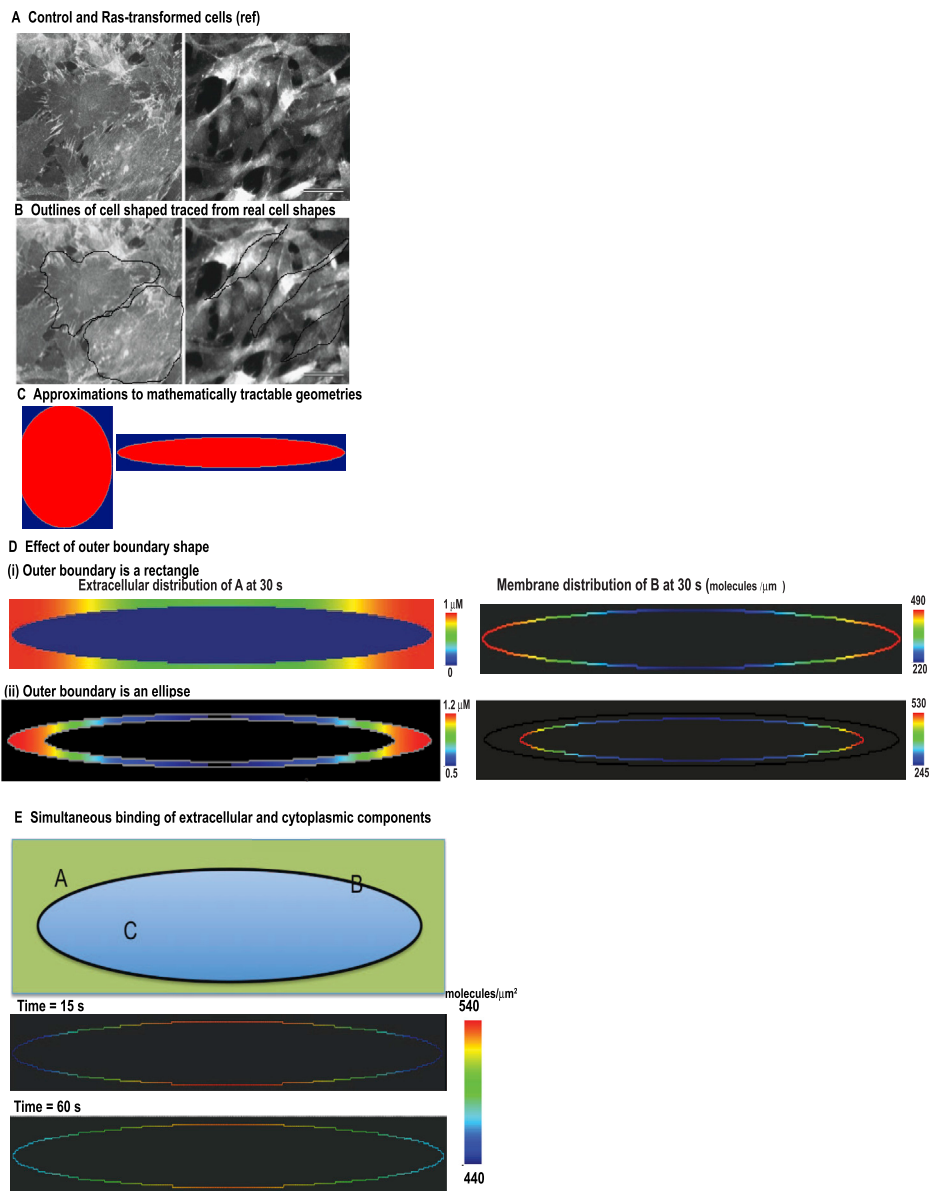 A Control and Ras-transformed cells (ref)
B Outlines of cell shaped traced from real cell shapes
C Approximations to mathematically tractable geometries
D Effect of outer boundary shape
(i) Outer boundary is a rectangle
Extracellular distribution of A at 30 s
Membrane distribution of B at 30 s (molecules /μm )
1 μM
0
490
220
(ii) Outer boundary is an ellipse
1.2 μM
0.5
530
245
E Simultaneous binding of extracellular and cytoplasmic components
A
B
C
Time = 15 s
molecules/μm²
540
Time = 60 s
440